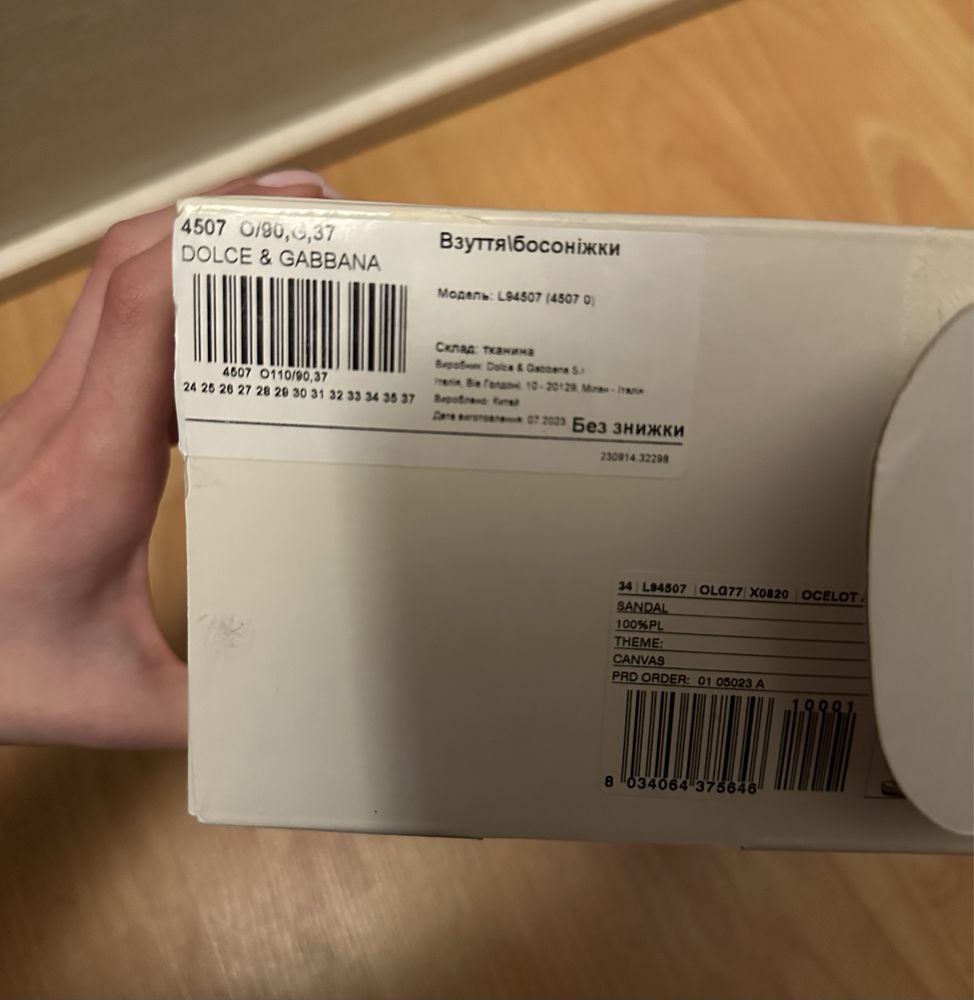 4507 O/90,G,37
DOLCE & GABBANA
4507 O110/90,37
24 25 26 27 28 29 30 31 32 33 34 35 37
Взуття\босоніжки
Модель: L94507 (4507 0)
Склад: тканина
Виробник: Dolce & Gabbana S.r
Італія, Віа Голдоні, 10 - 20129, Мілан - Італія
Вироблено: Китай
Дата виготовлення: 07.2023
Без знижки
230914.32298
34 L94507 OLG77 X0820 OCELOT
SANDAL
100%PL
THEME:
CANVAS
PRD ORDER: 01 05023 A
10001
8 034064 375646